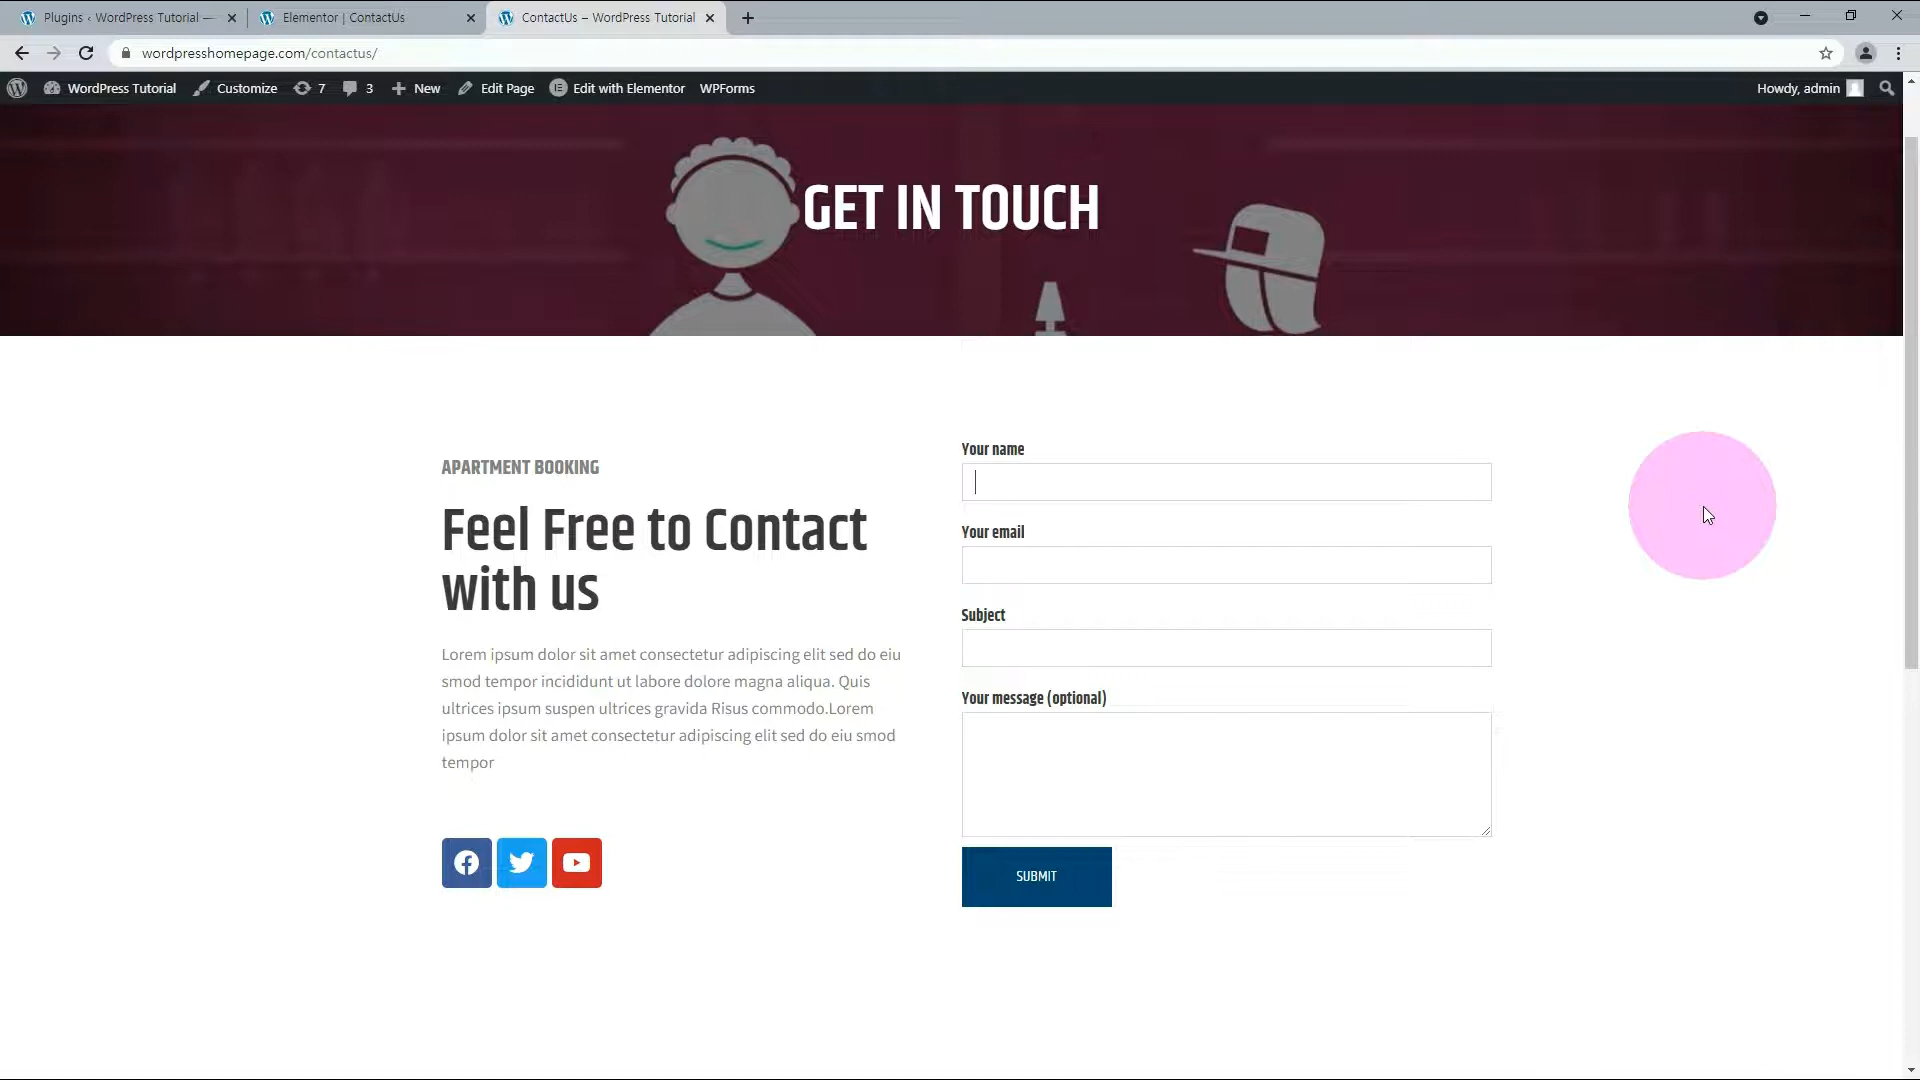 Plugins ‹ WordPress Tutorial —
Elementor | ContactUs
ContactUs – WordPress Tutorial
wordpresshomepage.com/contactus/
WordPress Tutorial
Customize
7
3
New
Edit Page
Edit with Elementor
WPForms
Howdy, admin
GET IN TOUCH
APARTMENT BOOKING
Feel Free to Contact
with us
Lorem ipsum dolor sit amet consectetur adipiscing elit sed do eiu
smod tempor incididunt ut labore dolore magna aliqua. Quis
ultrices ipsum suspen ultrices gravida Risus commodo.Lorem
ipsum dolor sit amet consectetur adipiscing elit sed do eiu smod
tempor
Your name
Your email
Subject
Your message (optional)
SUBMIT